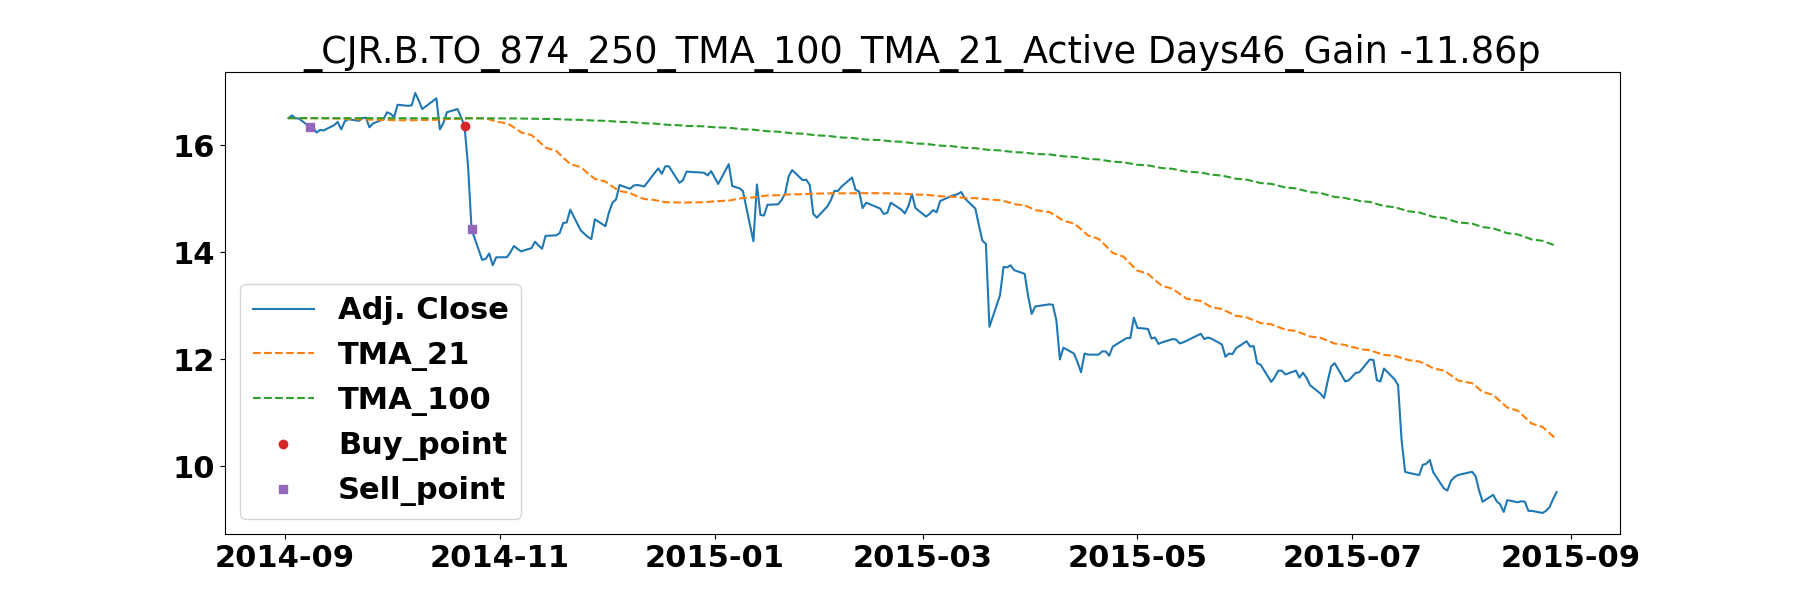 _CJR.B.TO_874_250_TMA_100_TMA_21_Active Days46_Gain -11.86p
16
14
12
10
Adj. Close
TMA_21
TMA_100
Buy_point
Sell_point
2014-09 2014-11 2015-01 2015-03 2015-05 2015-07 2015-09